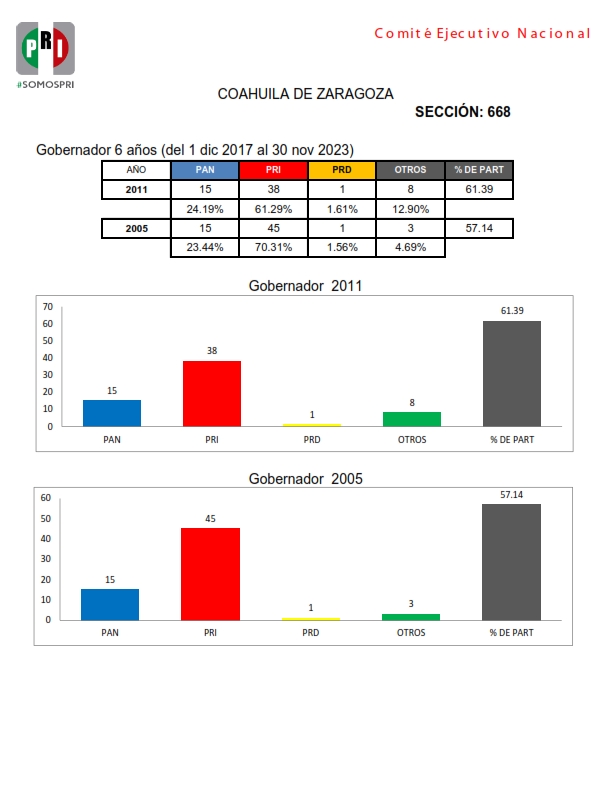 PRI
Comité Ejecutivo Nacional
#SOMOSPRI
COAHUILA DE ZARAGOZA
SECCIÓN: 668
Gobernador 6 años (del 1 dic 2017 al 30 nov 2023)
AÑO PAN PRI PRD OTROS % DE PART
2011 15 38 1 8 61.39
24.19% 61.29% 1.61% 12.90%
2005 15 45 1 3 57.14
23.44% 70.31% 1.56% 4.69%
Gobernador 2011
70
60
50
40
30
20
10
0
15
38
1
8
61.39
PAN PRI PRD OTROS % DE PART
Gobernador 2005
60
50
40
30
20
10
0
15
45
1
3
57.14
PAN PRI PRD OTROS % DE PART